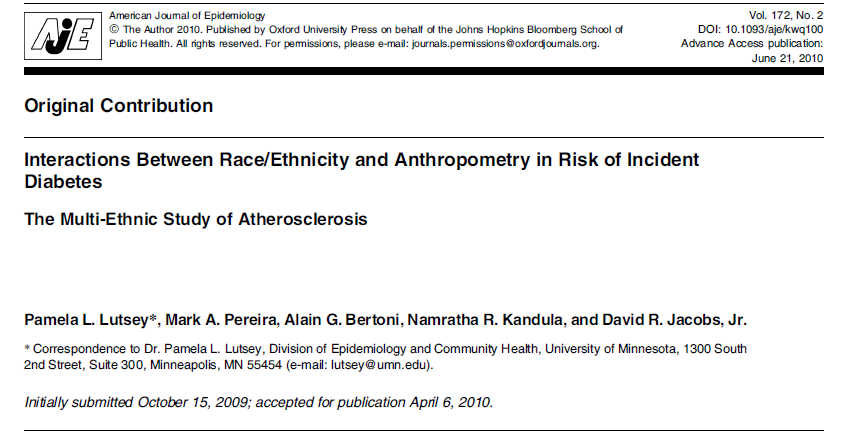 AJE
American Journal of Epidemiology
© The Author 2010. Published by Oxford University Press on behalf of the Johns Hopkins Bloomberg School of
Public Health. All rights reserved. For permissions, please e-mail: journals.permissions@oxfordjournals.org.
Vol. 172, No. 2
DOI: 10.1093/aje/kwq100
Advance Access publication:
June 21, 2010
Original Contribution
Interactions Between Race/Ethnicity and Anthropometry in Risk of Incident
Diabetes
The Multi-Ethnic Study of Atherosclerosis
Pamela L. Lutsey*, Mark A. Pereira, Alain G. Bertoni, Namratha R. Kandula, and David R. Jacobs, Jr.
* Correspondence to Dr. Pamela L. Lutsey, Division of Epidemiology and Community Health, University of Minnesota, 1300 South
2nd Street, Suite 300, Minneapolis, MN 55454 (e-mail: lutsey@umn.edu).
Initially submitted October 15, 2009; accepted for publication April 6, 2010.